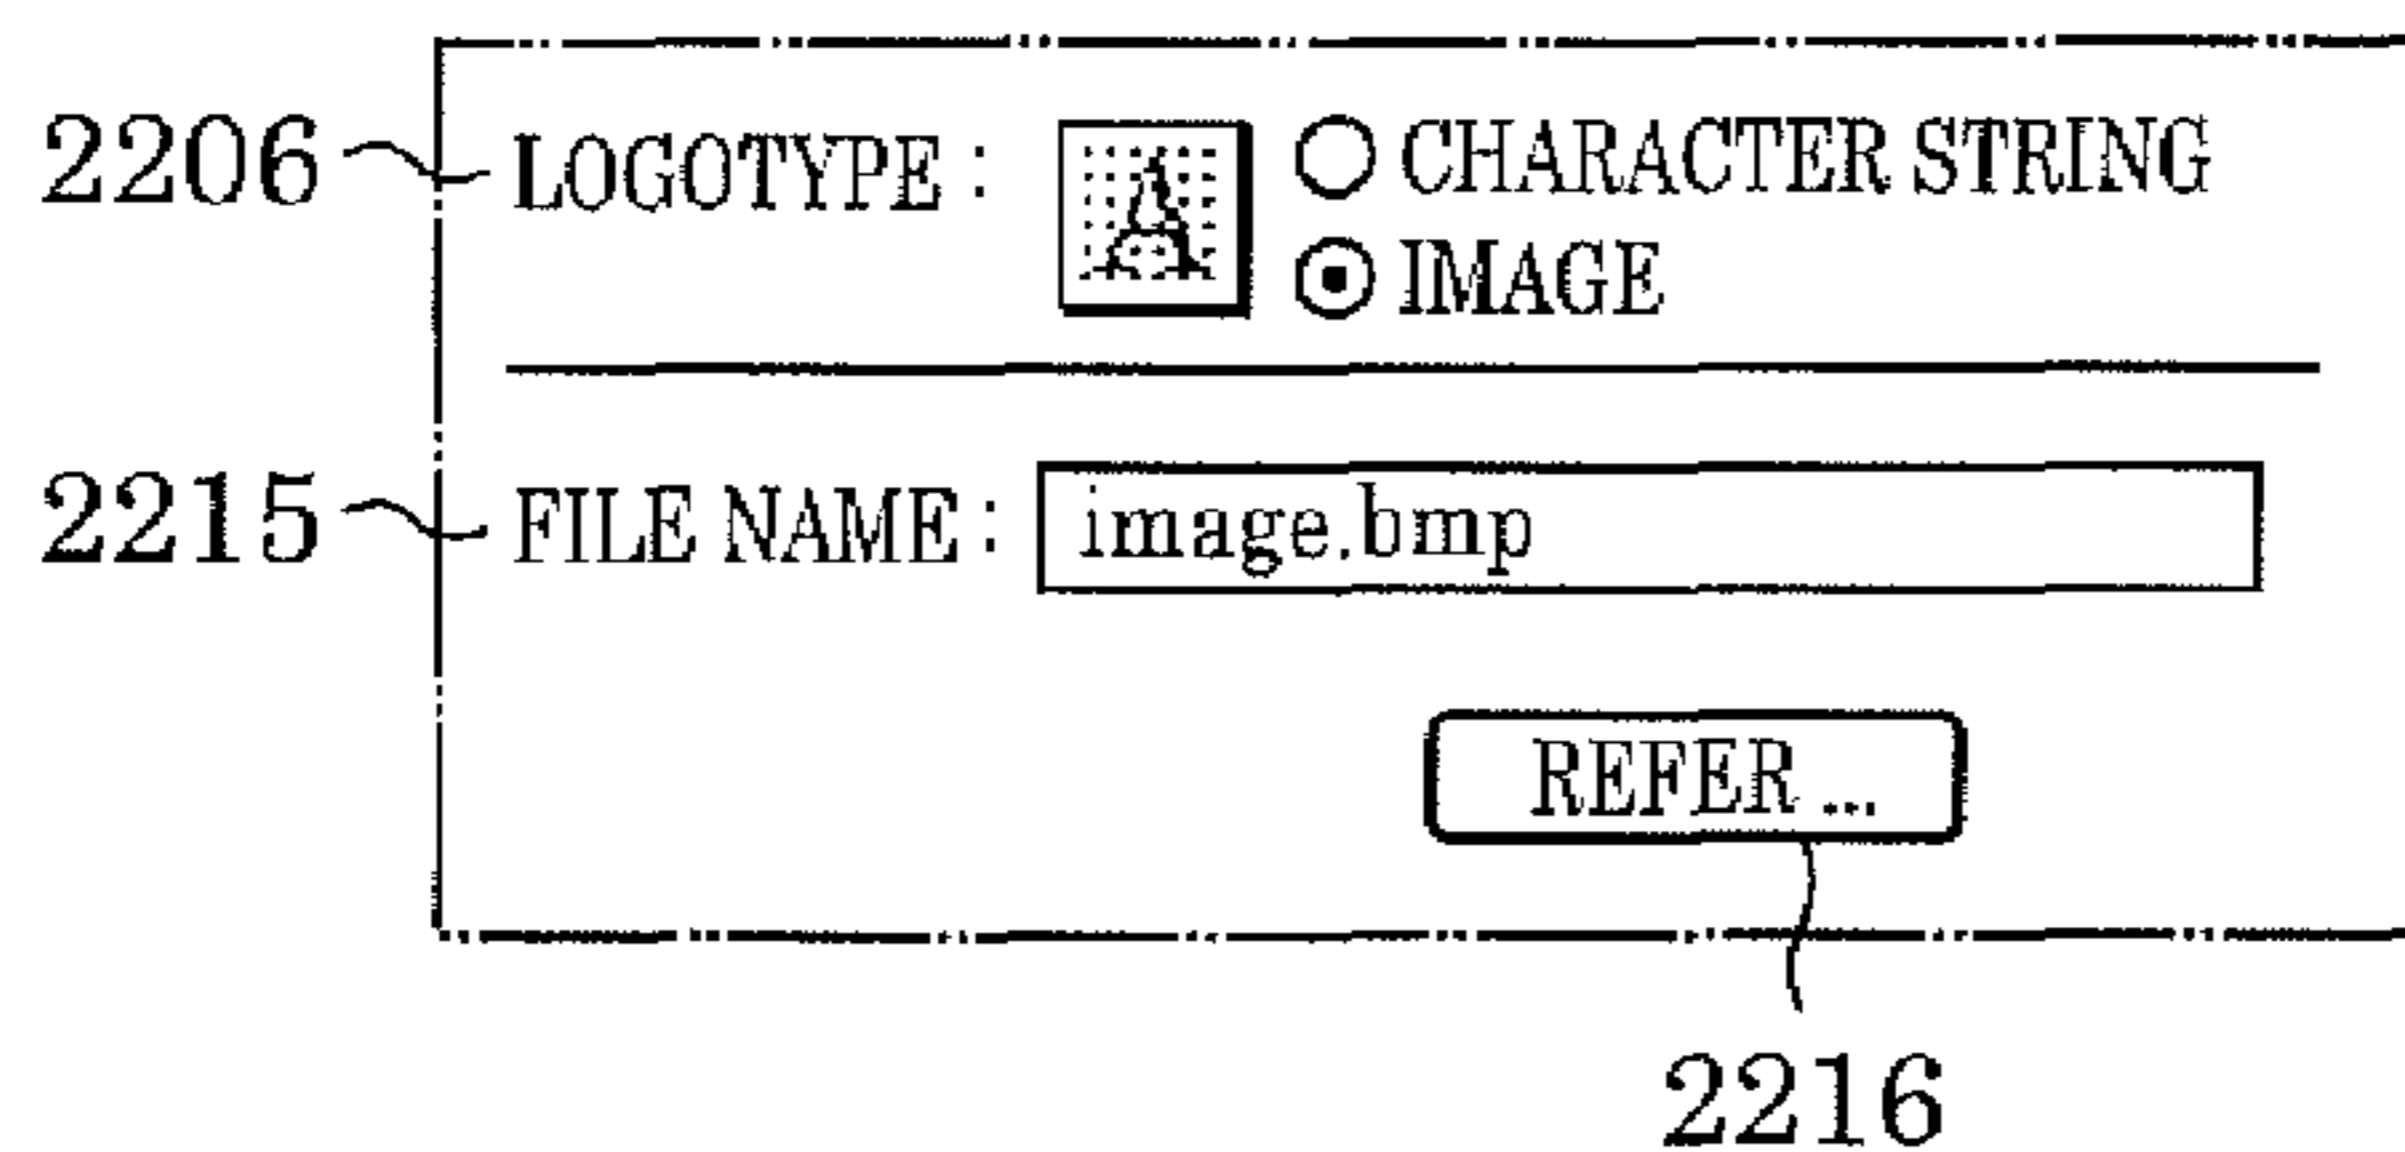 2206 LOGOTYPE : A CHARACTER STRING
IMAGE
2215 FILE NAME : image.bmp
REFER ...
2216